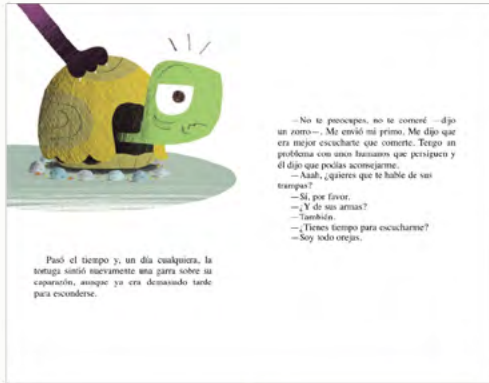 Pasó el tiempo y, un día cualquiera, la
tortuga sintió nuevamente una garra sobre su
caparazón, aunque ya era demasiado tarde
para esconderse.
—No te preocupes, no te comeré —dijo
un zorro—. Me envió mi primo. Me dijo que
era mejor escucharte que comerte. Tengo un
problema con unos humanos que persiguen y
él dijo que podías aconsejarme.
—Aaah, ¿quieres que te hable de sus
trampas?
—Sí, por favor.
—¿Y de sus armas?
—También.
—¿Tienes tiempo para escucharme?
—Soy todo orejas.